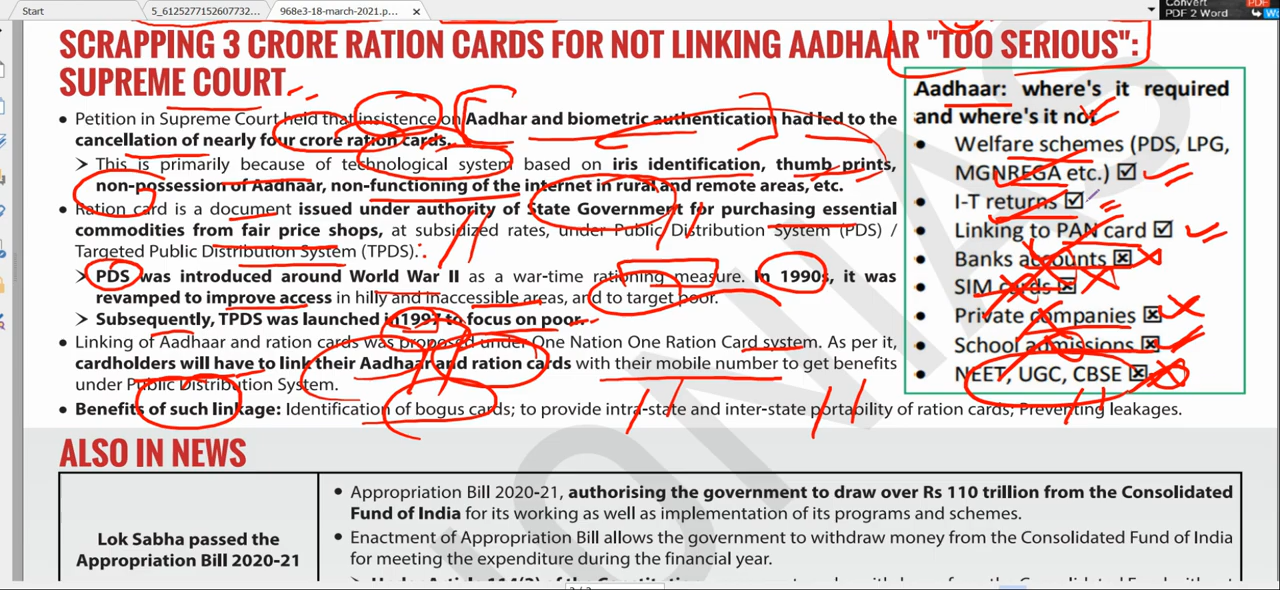 Start
5_6125277152607732...
968e3-18-march-2021.p...
Convert
PDF 2 Word
SCRAPPING 3 CRORE RATION CARDS FOR NOT LINKING AADHAAR "TOO SERIOUS":
SUPREME COURT
• Petition in Supreme Court held that insistence on Aadhar and biometric authentication had led to the
cancellation of nearly four crore ration cards.
➢ This is primarily because of technological system based on iris identification, thumb prints,
non-possession of Aadhaar, non-functioning of the internet in rural and remote areas, etc.
• Ration card is a document issued under authority of State Government for purchasing essential
commodities from fair price shops, at subsidized rates, under Public Distribution System (PDS) /
Targeted Public Distribution System (TPDS).
➢ PDS was introduced around World War II as a war-time rationing measure. In 1990s, it was
revamped to improve access in hilly and inaccessible areas, and to target poor.
➢ Subsequently, TPDS was launched in 1997 to focus on poor.
• Linking of Aadhaar and ration cards was proposed under One Nation One Ration Card system. As per it,
cardholders will have to link their Aadhaar and ration cards with their mobile number to get benefits
under Public Distribution System.
• Benefits of such linkage: Identification of bogus cards; to provide intra-state and inter-state portability of ration cards; Preventing leakages.
Aadhaar: where's it required
and where's it not
• Welfare schemes (PDS, LPG,
MGNREGA etc.) ☑
• I-T returns ☑
• Linking to PAN card ☑
• Banks accounts ☒
• SIM cards ☒
• Private companies ☒
• School admissions ☒
• NEET, UGC, CBSE ☒
ALSO IN NEWS
Lok Sabha passed the
Appropriation Bill 2020-21
• Appropriation Bill 2020-21, authorising the government to draw over Rs 110 trillion from the Consolidated
Fund of India for its working as well as implementation of its programs and schemes.
• Enactment of Appropriation Bill allows the government to withdraw money from the Consolidated Fund of India
for meeting the expenditure during the financial year.